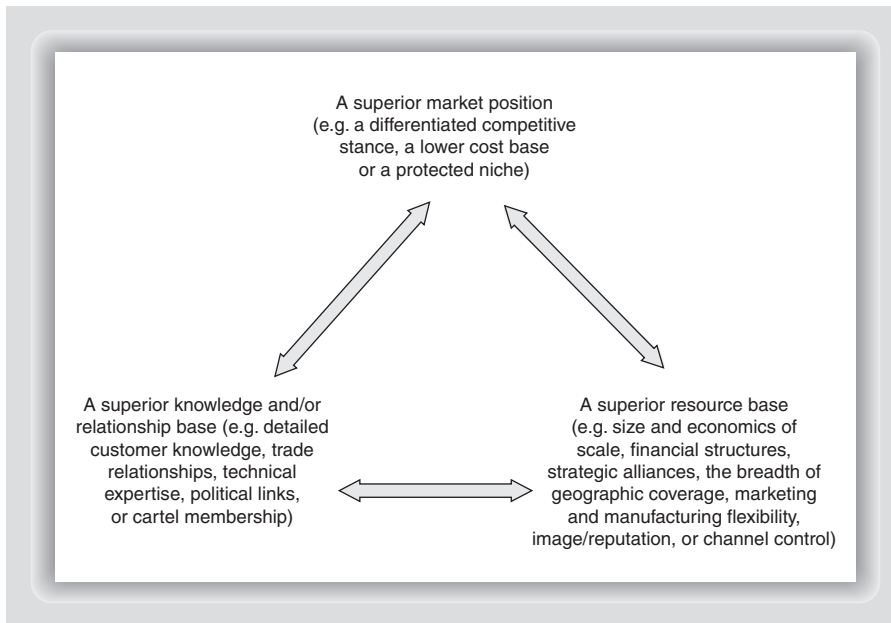 A superior market position
(e.g. a differentiated competitive
stance, a lower cost base
or a protected niche)
A superior knowledge and/or
relationship base (e.g. detailed
customer knowledge, trade
relationships, technical
expertise, political links,
or cartel membership)
A superior resource base
(e.g. size and economics of
scale, financial structures,
strategic alliances, the breadth of
geographic coverage, marketing
and manufacturing flexibility,
image/reputation, or channel control)